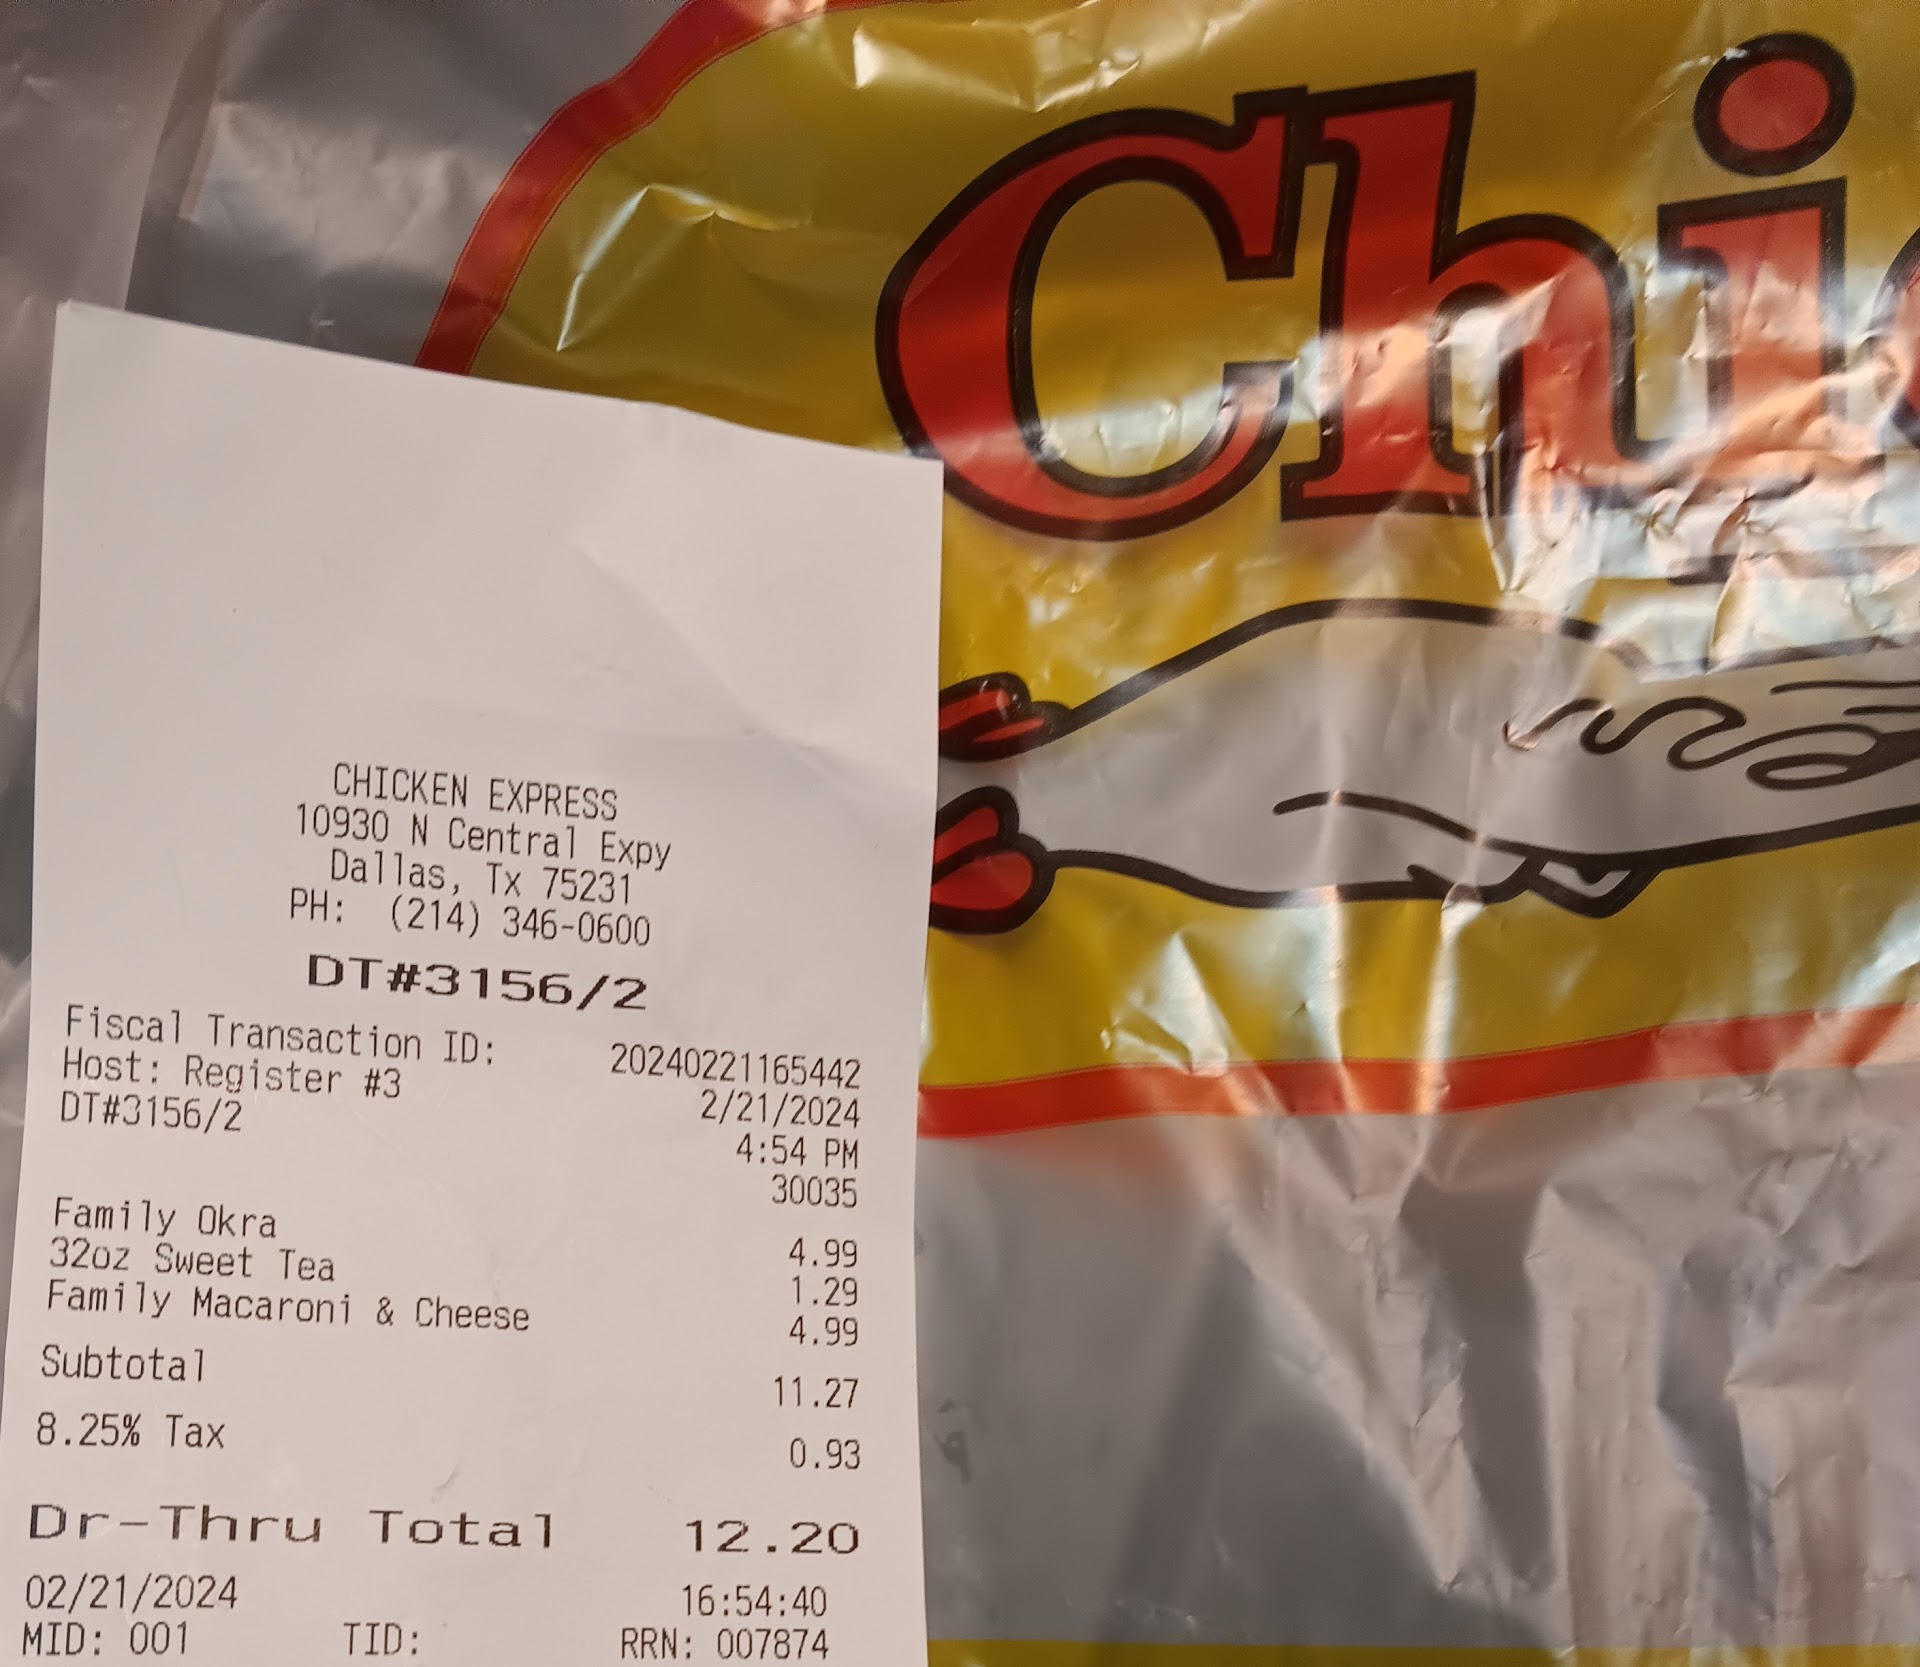 Chi
CHICKEN EXPRESS
10930 N Central Expy
Dallas, Tx 75231
PH: (214) 346-0600
DT#3156/2
Fiscal Transaction ID: 20240221165442
Host: Register #3 2/21/2024
DT#3156/2 4:54 PM
30035
Family Okra 4.99
32oz Sweet Tea 1.29
Family Macaroni & Cheese 4.99
Subtotal 11.27
8.25% Tax 0.93
Dr-Thru Total 12.20
02/21/2024 16:54:40
MID: 001 TID: RRN: 007874